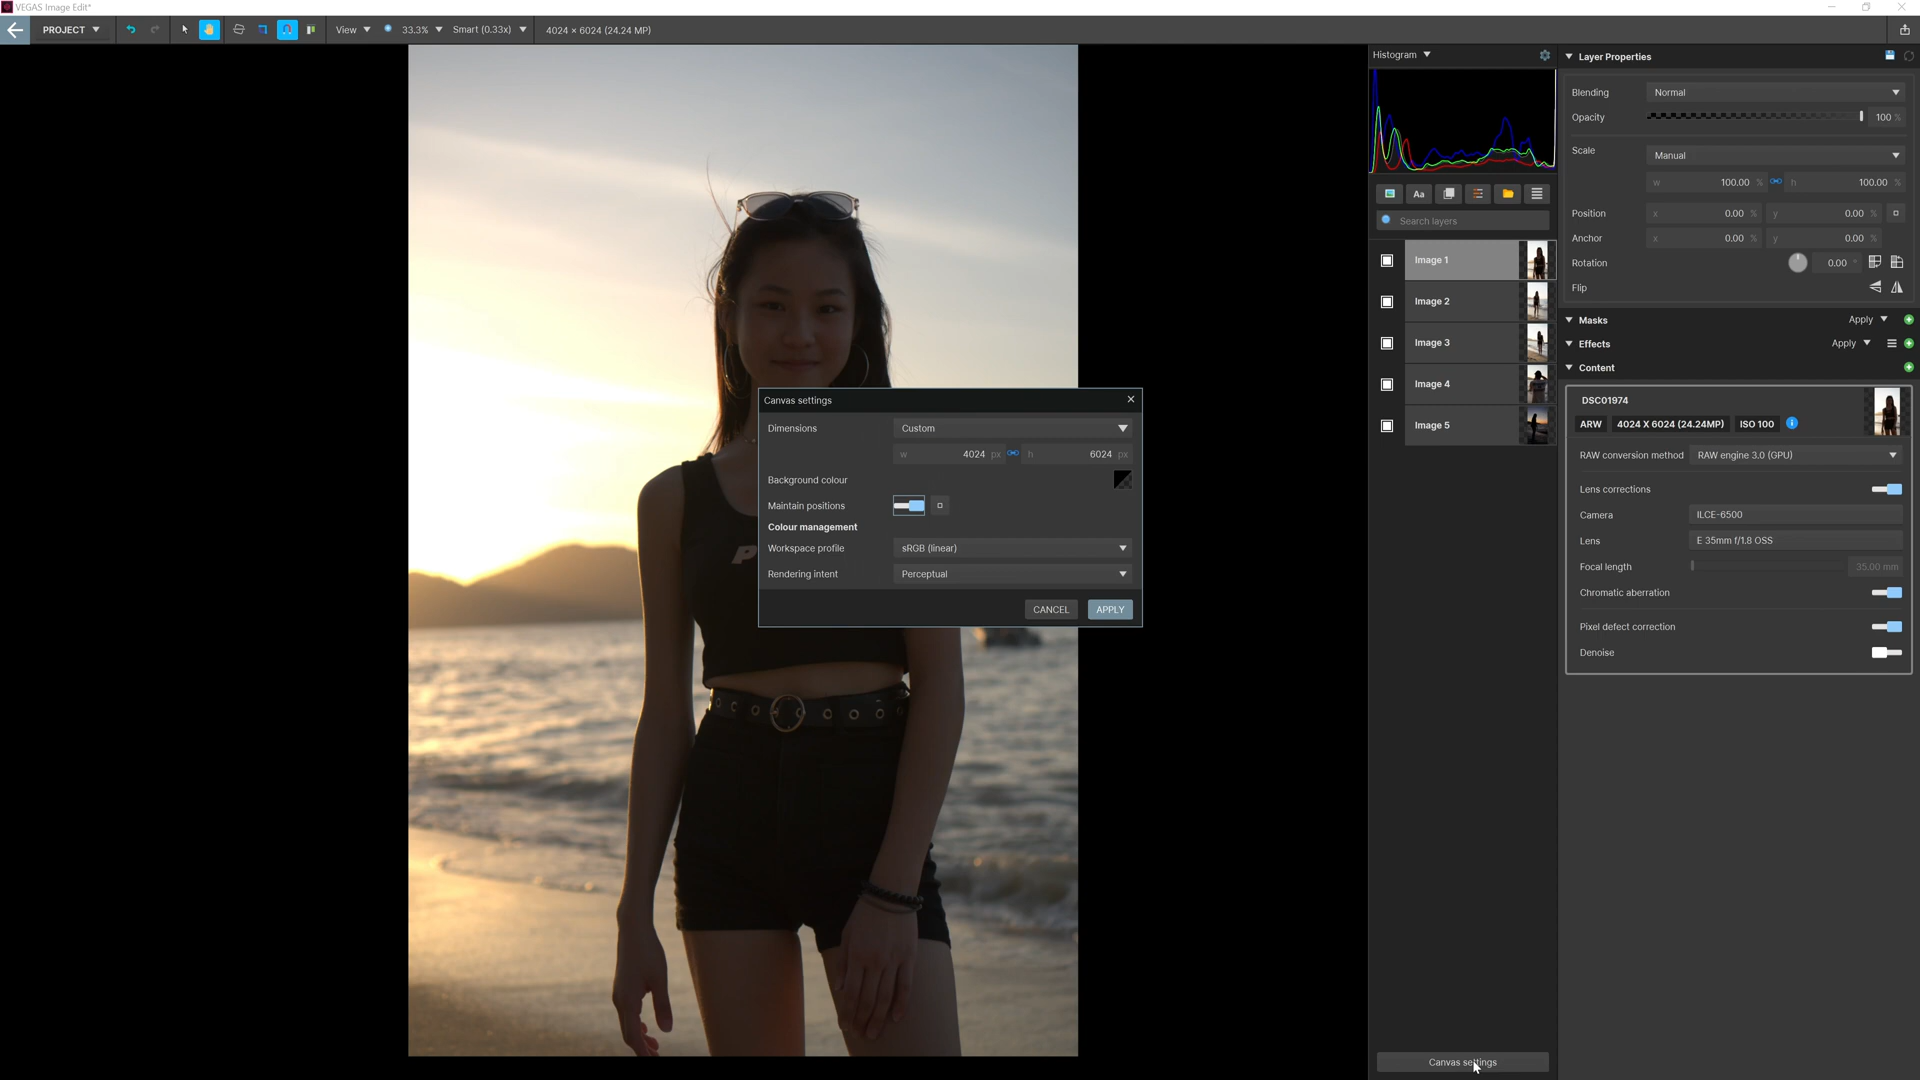 VEGAS Image Edit*
PROJECT
View
33.3%
Smart (0.33x)
4024 x 6024 (24.24 MP)
Histogram
Aa
Search layers
Image 1
Image 2
Image 3
Image 4
Image 5
Canvas settings
Layer Properties
Blending Normal
Opacity 100 %
Scale Manual
w 100.00 % h 100.00 %
Position x 0.00 % y 0.00 %
Anchor x 0.00 % y 0.00 %
Rotation 0.00 °
Flip
Masks Apply
Effects Apply
Content
DSC01974
ARW 4024 X 6024 (24.24MP) ISO 100
RAW conversion method RAW engine 3.0 (GPU)
Lens corrections
Camera ILCE-6500
Lens E 35mm f/1.8 OSS
Focal length 35.00 mm
Chromatic aberration
Pixel defect correction
Denoise
Canvas settings
Dimensions Custom
w 4024 px h 6024 px
Background colour
Maintain positions
Colour management
Workspace profile sRGB (linear)
Rendering intent Perceptual
CANCEL APPLY
P